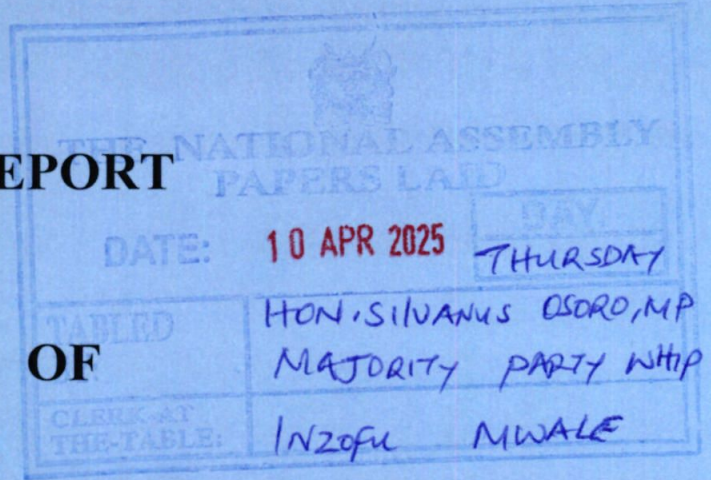 THE NATIONAL ASSEMBLY
EPORT
PAPERS LAID
DATE: 10 APR 2025 DAY
THURSDAY
TABLED
HON. SILVANUS OSORO, MP
OF
MAJORITY PARTY WHIP
CLERK AT
THE-TABLE: INZOFU MWALE